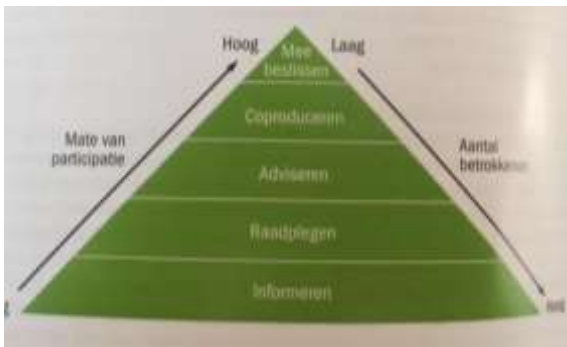 Hoog
Laag
Mee
beslissen
Coproduceren
Mate van
participatie
Aantal
betrokkenen
Adviseren
Raadplegen
Informeren